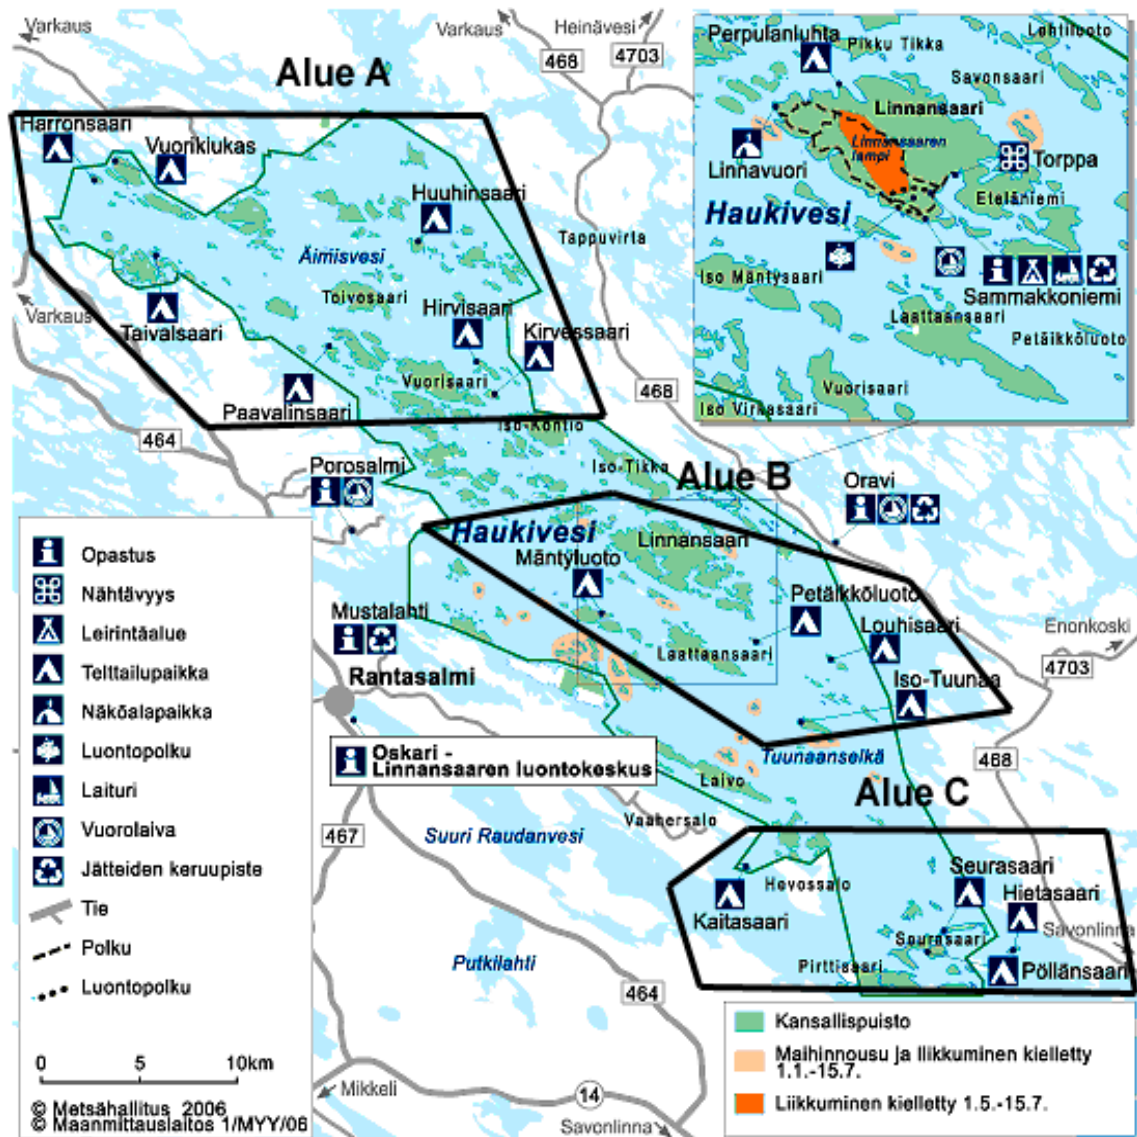 Varkaus
Varkaus
Heinävesi
468
4703
Alue A
Harronsaari
Vuorikiukas
Huuhinsaari
Äimisvesi
Toivosaari
Hirvisaari
Kirvessaari
Taivalsaari
Varkaus
Vuorisaari
Paavalinsaari
Tappuvirta
468
464
Iso-Kontio
Perpulanluhta
Pikku Tikka
Lehtiluoto
Savonsaari
Linnansaari
Linnansaaren
lampi
Linnavuori
Torppa
Eteläniemi
Haukivesi
Iso Mäntysaari
Sammakkoniemi
Laattaansaari
Petäikköluoto
Vuorisaari
Iso Virkasaari
Porosalmi
Iso-Tikka
Alue B
Oravi
Haukivesi
Linnansaari
Mäntyluoto
Petäikköluoto
Mustalahti
Louhisaari
Laattaansaari
Enonkoski
4703
Rantasalmi
Iso-Tuunaa
Oskari -
Linnansaaren luontokeskus
Tuunaanselkä
468
Laivo
Alue C
Vaahersalo
467
Suuri Raudanvesi
Seurasaari
Hevossalo
Hietasaari
Kaitasaari
Savonlinna
Seurasaari
Putkilahti
Pirttisaari
Pöllänsaari
464
Opastus
Nähtävyys
Leirintäalue
Telttailupaikka
Näköalapaikka
Luontopolku
Laituri
Vuorolaiva
Jätteiden keruupiste
Tie
Polku
Luontopolku
0 5 10km
© Metsähallitus 2006
© Maanmittauslaitos 1/MYY/06
Mikkeli
14
Savonlinna
Kansallispuisto
Maihinnousu ja liikkuminen kielletty
1.1.-15.7.
Liikkuminen kielletty 1.5.-15.7.